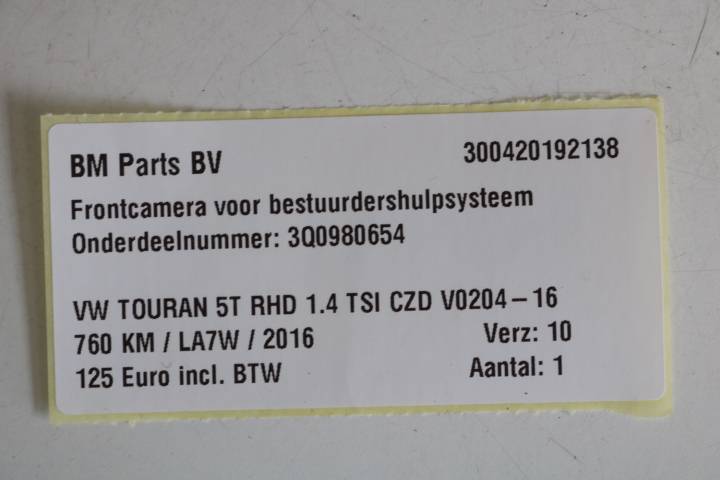 BM Parts BV 300420192138
Frontcamera voor bestuurdershulpsysteem
Onderdeelnummer: 3Q0980654
VW TOURAN 5T RHD 1.4 TSI CZD V0204-16
760 KM / LA7W / 2016 Verz: 10
125 Euro incl. BTW Aantal: 1